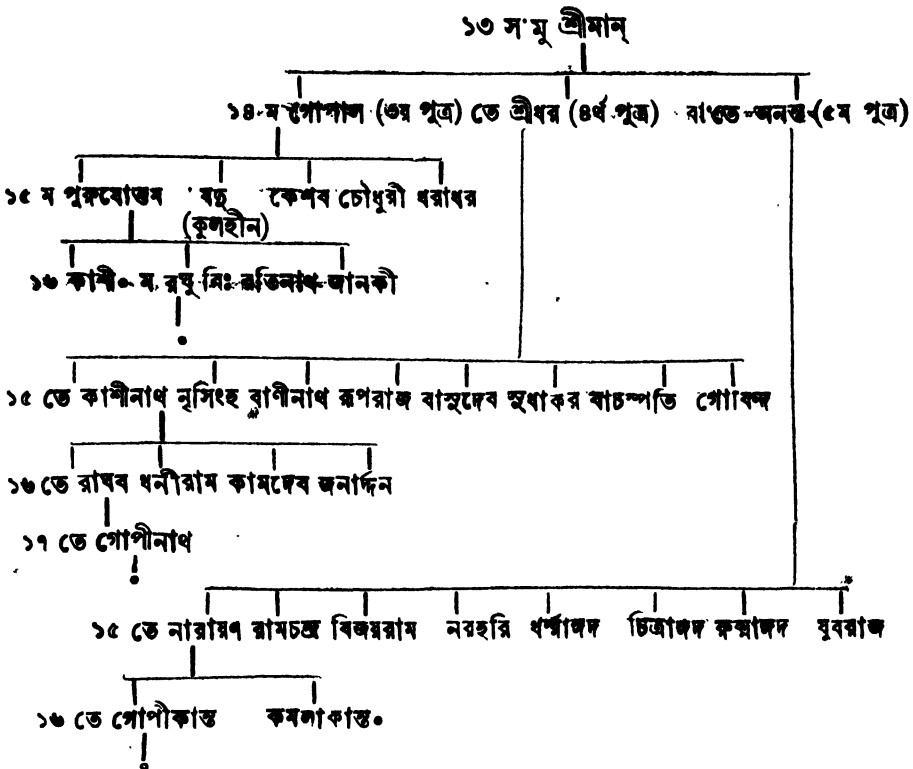 ১৩ স'মু শ্রীমান্
১৪ ম গোপাল (৩য় পুত্র) তে শ্রীধর (৪র্থ পুত্র) বাংতে অনন্ত (৫ম পুত্র)
১৫ ম পুরুষোত্তম যদু কেশব চৌধুরী ধরাধর
(কুলহীন)
১৬ কাশী॰ ম রঘু নিঃ রতিনাথ জানকী
১৫ তে কাশীনাথ নৃসিংহ বাণীনাথ রূপরাজ বাসুদেব সুধাকর বাচস্পতি গোবিন্দ
১৬ তে রাঘব ধনীরাম কামদেব জনার্দ্দন
১৭ তে গোপীনাথ
১৫ তে নারায়ণ রামচন্দ্র বিজয়রাম নরহরি ধর্ম্মাঙ্গদ চিত্রাঙ্গদ রুক্মাঙ্গদ যুবরাজ
১৬ তে গোপীকান্ত কমলাকান্ত॰